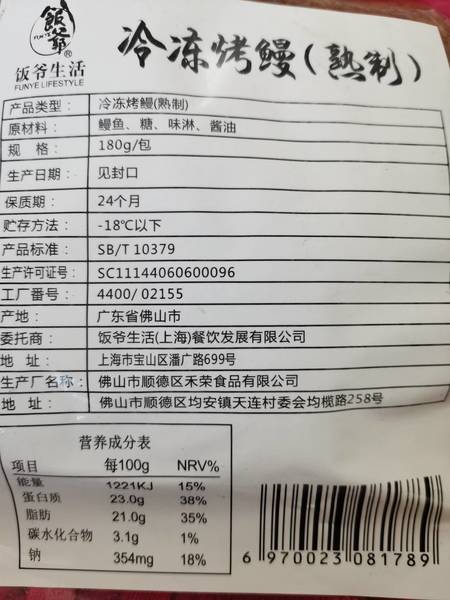 饭爷
FUNYE
®
饭爷生活
FUNYE LIFESTYLE
冷冻烤鳗(熟制)
产品类型: 冷冻烤鳗(熟制)
原材料: 鳗鱼、糖、味淋、酱油
规 格: 180g/包
生产日期: 见封口
保质期: 24个月
贮存方法: -18℃以下
产品标准: SB/T 10379
生产许可证号: SC11144060600096
工厂番号: 4400/ 02155
产地: 广东省佛山市
委托商: 饭爷生活(上海)餐饮发展有限公司
地 址: 上海市宝山区潘广路699号
生产厂名称: 佛山市顺德区禾荣食品有限公司
地 址: 佛山市顺德区均安镇天连村委会均榄路258号
营养成分表
项目 每100g NRV%
能量 1221KJ 15%
蛋白质 23.0g 38%
脂肪 21.0g 35%
碳水化合物 3.1g 1%
钠 354mg 18%
6 970023 081789